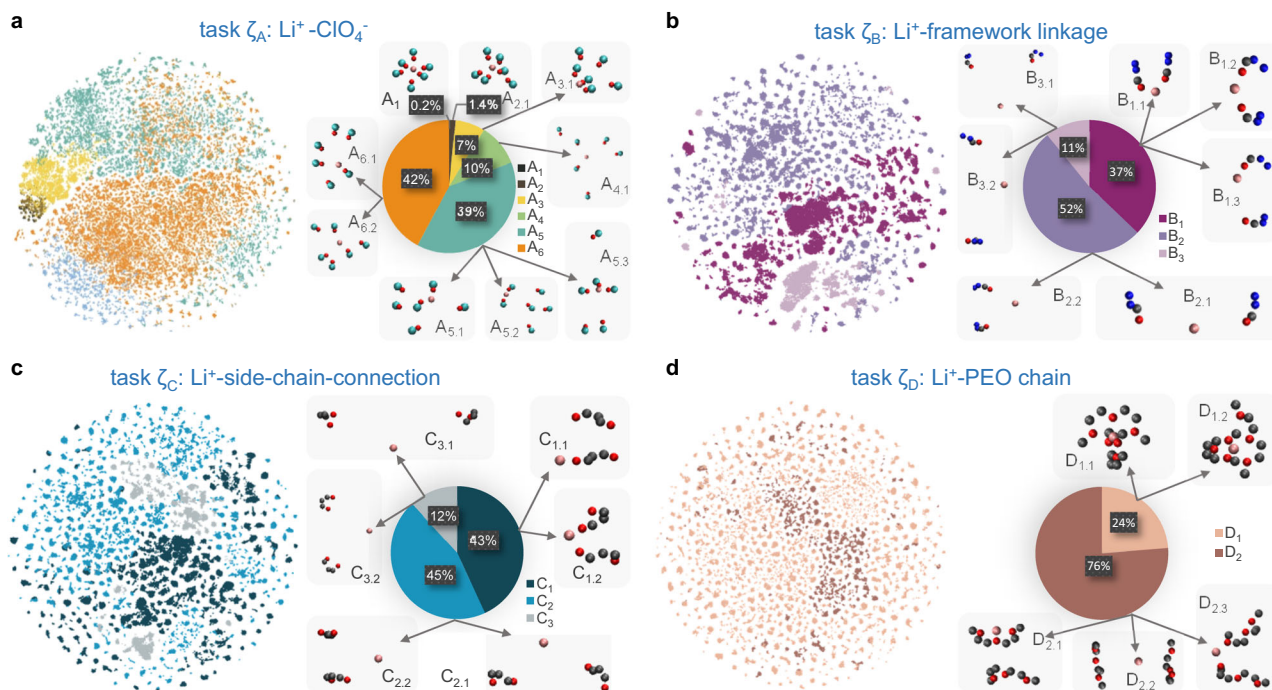 a
task ζA: Li⁺ -ClO₄⁻
A₁
0.2%
1.4%
A₂.₁
A₃.₁
7%
10%
A₄.₁
42%
39%
A₆.₁
A₆.₂
A₁
A₂
A₃
A₄
A₅
A₆
A₅.₃
A₅.₁
A₅.₂
b
task ζB: Li⁺-framework linkage
B₃.₁
B₁.₁
B₁.₂
11%
37%
B₃.₂
52%
B₁.₃
B₁
B₂
B₃
B₂.₂
B₂.₁
c
task ζC: Li⁺-side-chain-connection
C₃.₁
C₁.₁
12%
43%
C₃.₂
45%
C₁.₂
C₁
C₂
C₃
C₂.₂
C₂.₁
d
task ζD: Li⁺-PEO chain
D₁.₁
D₁.₂
24%
76%
D₁
D₂
D₂.₃
D₂.₁
D₂.₂